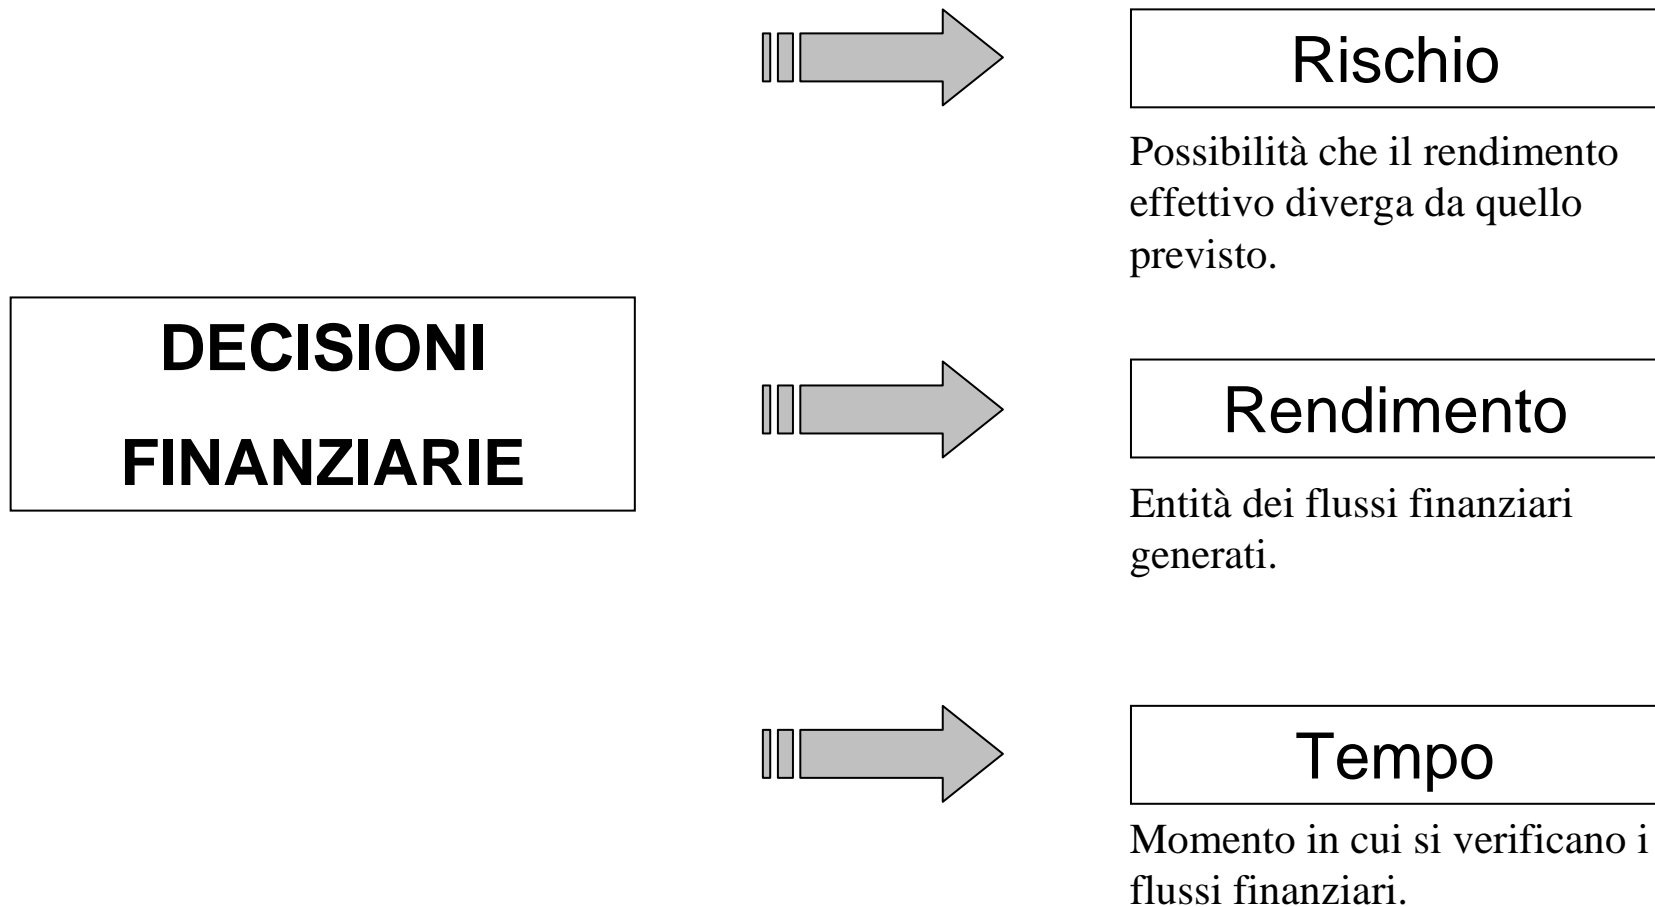 DECISIONI
FINANZIARIE
Rischio
Possibilità che il rendimento
effettivo diverga da quello
previsto.
Rendimento
Entità dei flussi finanziari
generati.
Tempo
Momento in cui si verificano i
flussi finanziari.